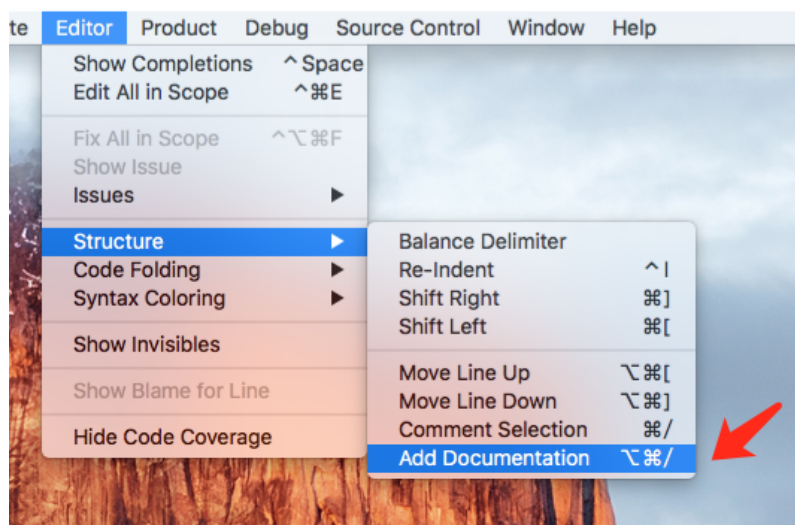 te Editor Product Debug Source Control Window Help
Show Completions ^ Space
Edit All in Scope ^⌘E
Fix All in Scope ^⌥⌘F
Show Issue
Issues ▶
Structure ▶
Code Folding ▶
Syntax Coloring ▶
Show Invisibles
Show Blame for Line
Hide Code Coverage
Balance Delimiter
Re-Indent ^I
Shift Right ⌘]
Shift Left ⌘[
Move Line Up ⌥⌘[
Move Line Down ⌥⌘]
Comment Selection ⌘/
Add Documentation ⌥⌘/